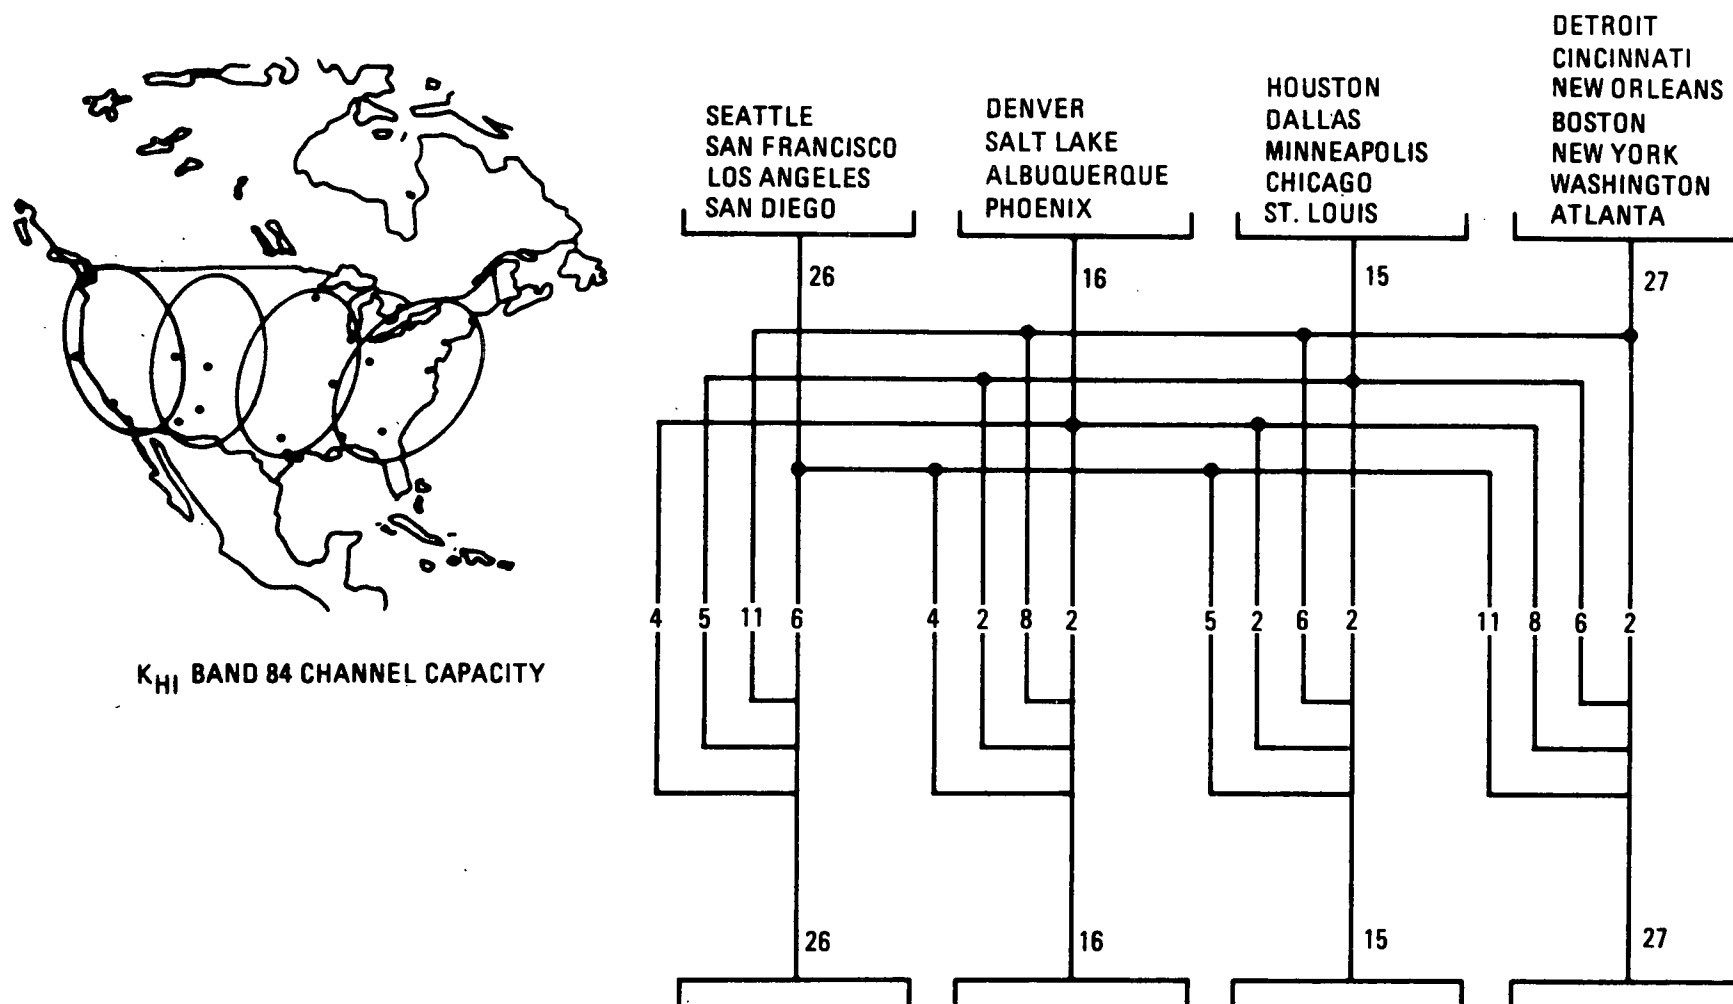 SEATTLE
SAN FRANCISCO
LOS ANGELES
SAN DIEGO
DENVER
SALT LAKE
ALBUQUERQUE
PHOENIX
HOUSTON
DALLAS
MINNEAPOLIS
CHICAGO
ST. LOUIS
DETROIT
CINCINNATI
NEW ORLEANS
BOSTON
NEW YORK
WASHINGTON
ATLANTA
26 16 15 27
4 5 11 6 4 2 8 2 5 2 6 2 11 8 6 2
KHI BAND 84 CHANNEL CAPACITY
26 16 15 27